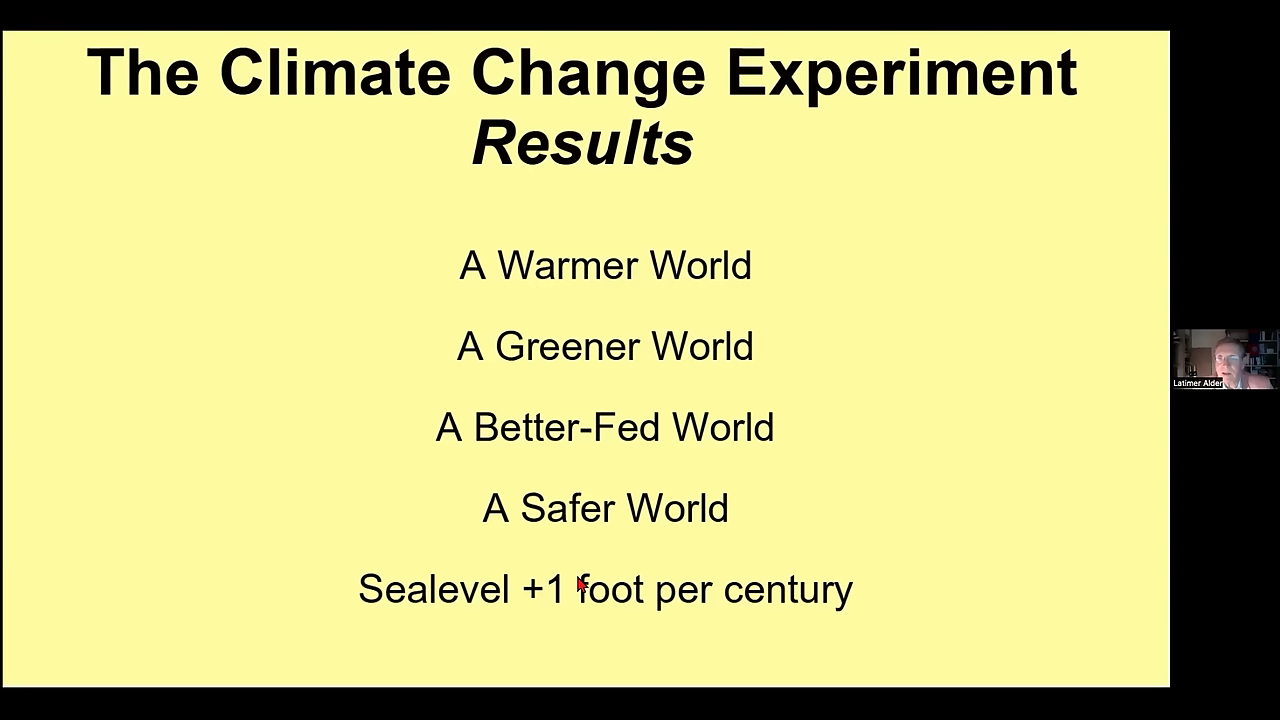 The Climate Change Experiment
Results
A Warmer World
A Greener World
A Better-Fed World
A Safer World
Sealevel +1 foot per century
Latimer Alder